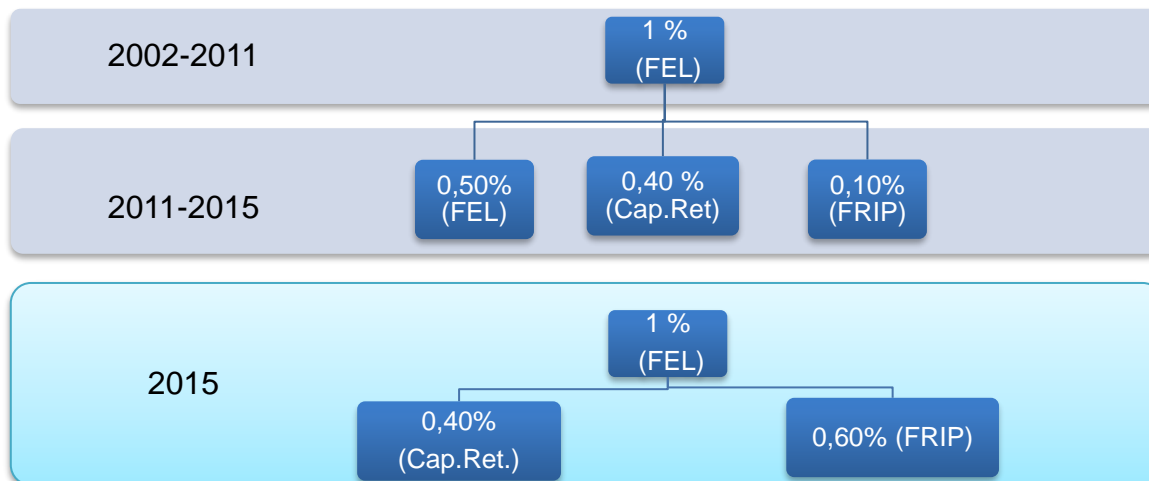 2002-2011
1 %
(FEL)
2011-2015
0,50%
(FEL)
0,40 %
(Cap.Ret)
0,10%
(FRIP)
2015
1 %
(FEL)
0,40%
(Cap.Ret.)
0,60% (FRIP)